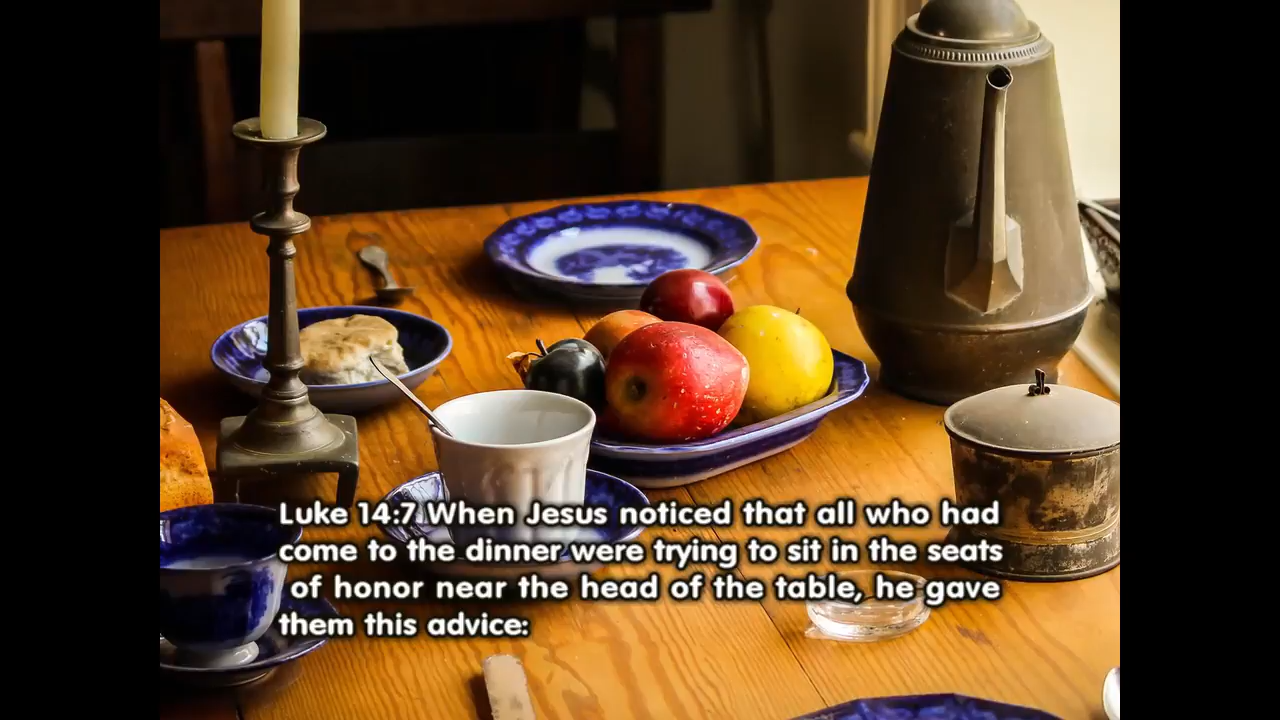 Luke 14:7 When Jesus noticed that all who had
come to the dinner were trying to sit in the seats
of honor near the head of the table, he gave
them this advice: